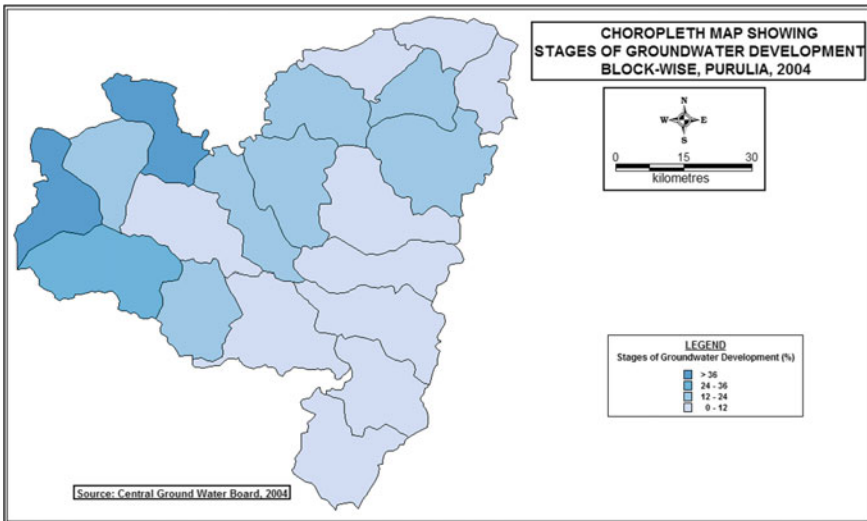 CHOROPLETH MAP SHOWING
STAGES OF GROUNDWATER DEVELOPMENT
BLOCK-WISE, PURULIA, 2004
N
W E
S
0 15 30
kilometres
LEGEND
Stages of Groundwater Development (%)
> 36
24 - 36
12 - 24
0 - 12
Source: Central Ground Water Board, 2004